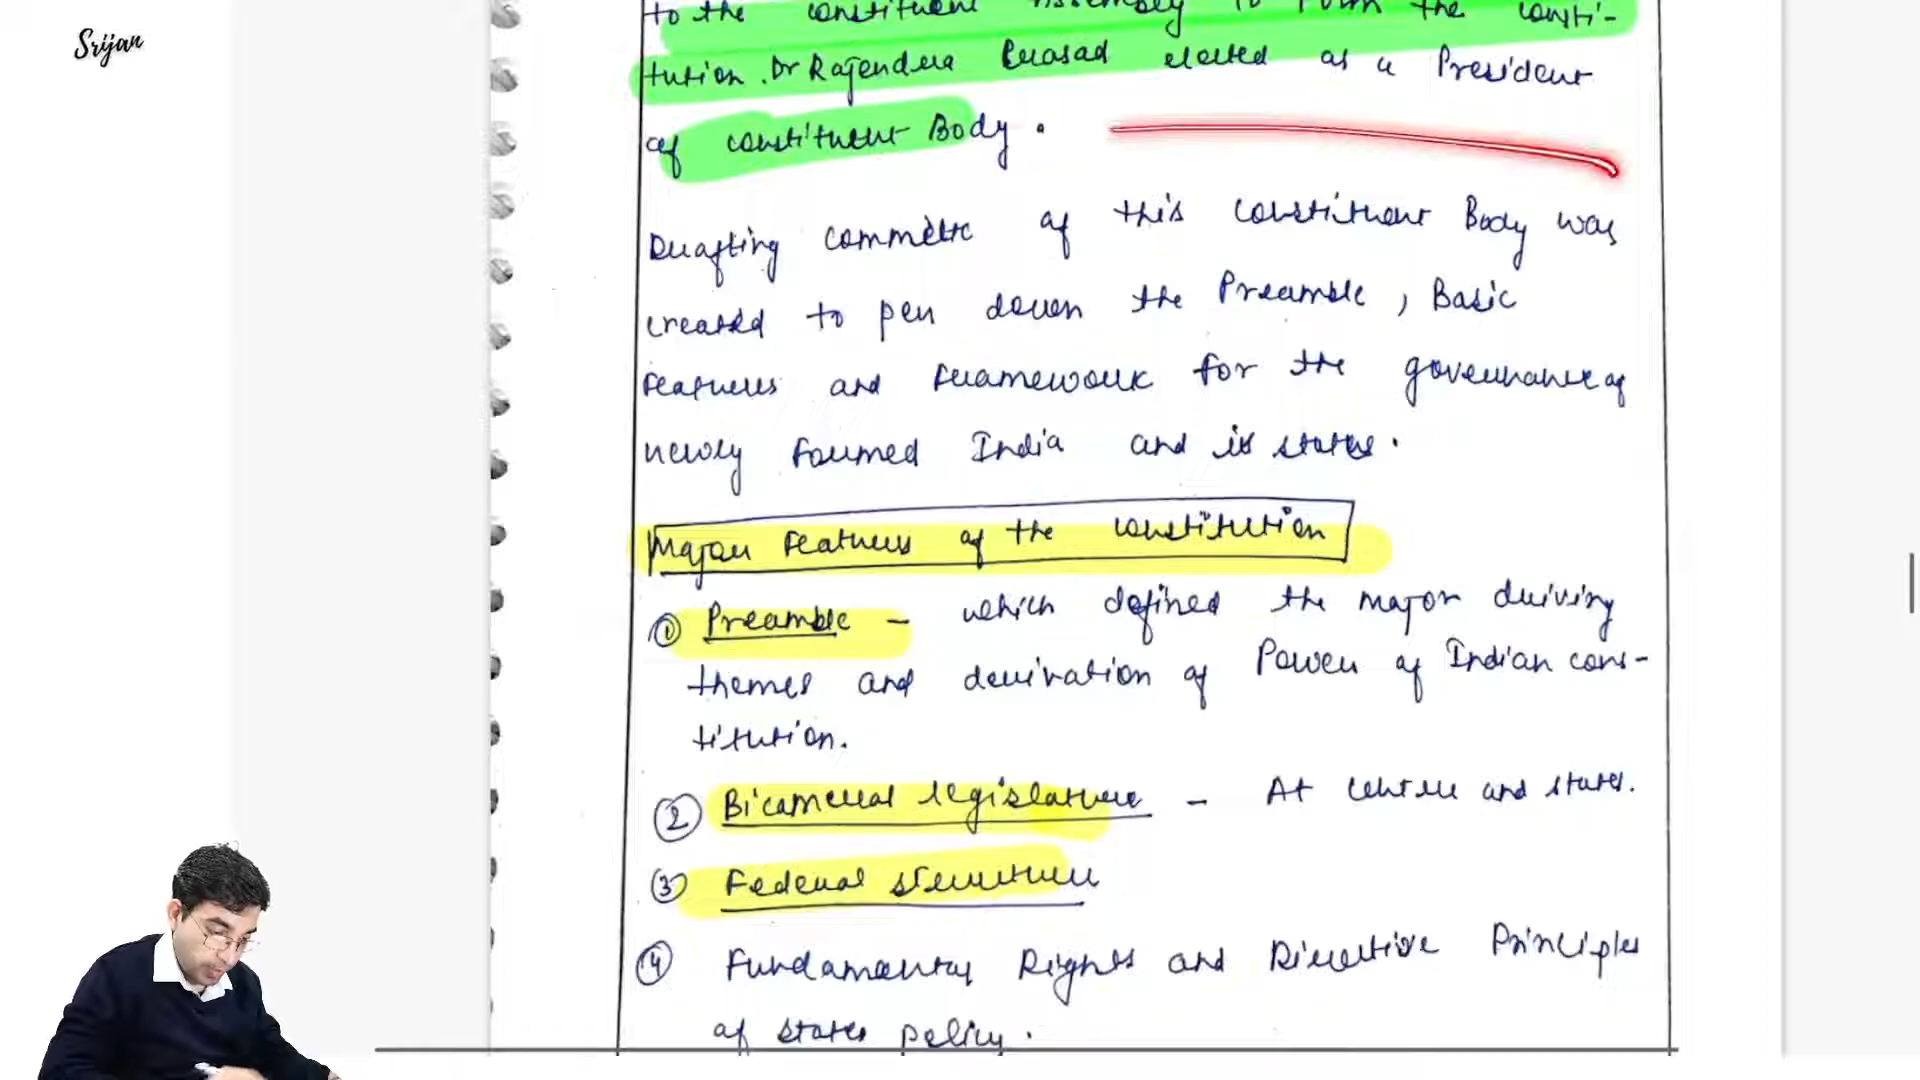 Srijan
to the constituent Assembly to form the consti-
tution. Dr Rajendra Prasad elected as a President
of constituent Body.
Drafting committe of this constituent Body was
created to pen down the Preamble, Basic
features and framework for the governance of
newly formed India and its states.
Major features of the constitution
① Preamble - which defined the major driving
themes and derivation of Power of Indian cons-
titution.
② Bicameral legislature - At centre and states.
③ Federal structure
④ Fundamental Rights and Directive Principles
of states policy.